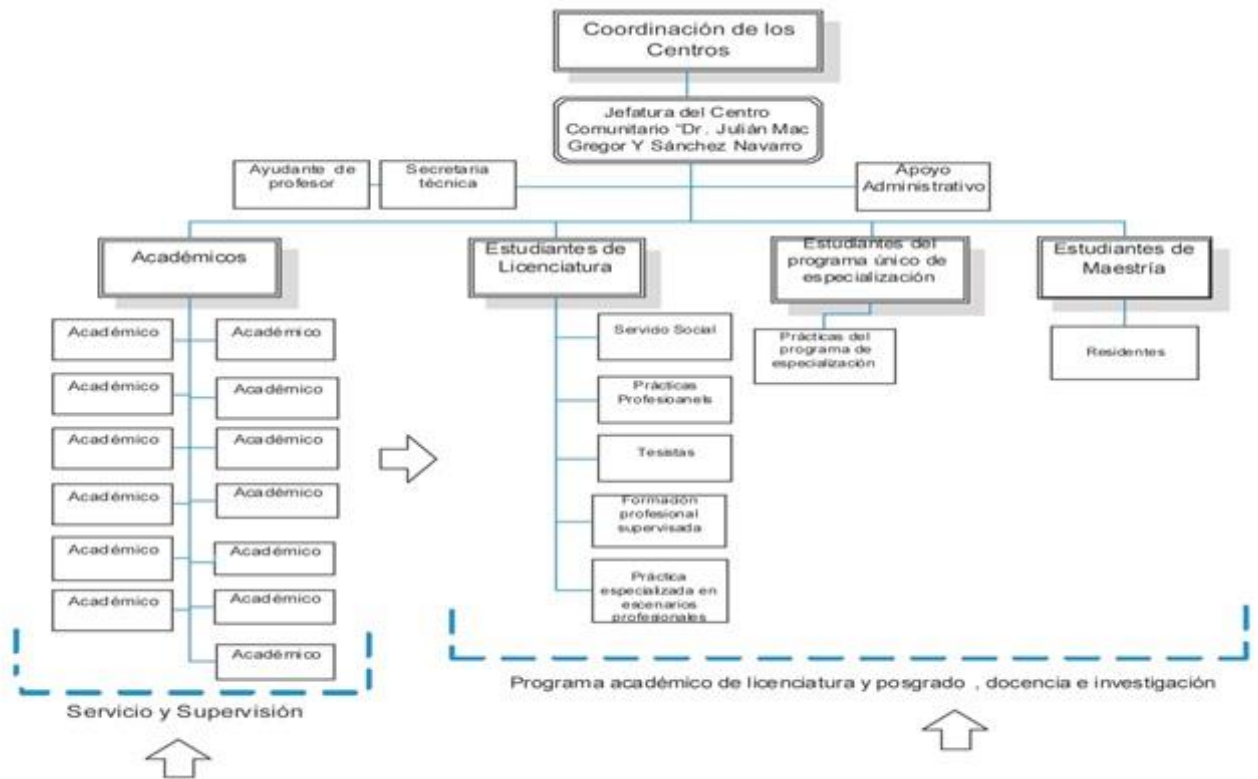 Coordinación de los
Centros
Jefatura del Centro
Comunitario “Dr. Julián Mac
Gregor Y Sánchez Navarro
Ayudante de
profesor
Secretaria
técnica
Apoyo
Administrativo
Académicos
Estudiantes de
Licenciatura
Estudiantes del
programa único de
especialización
Estudiantes de
Maestría
Académico
Académico
Académico
Académico
Académico
Académico
Académico
Académico
Académico
Académico
Académico
Académico
Académico
Servicio Social
Prácticas
Profesioanels
Tesistas
Formación
profesional
supervisada
Práctica
especializada en
escenarios
profesionales
Prácticas del
programa de
especialización
Residentes
Servicio y Supervisión
Programa académico de licenciatura y posgrado , docencia e investigación